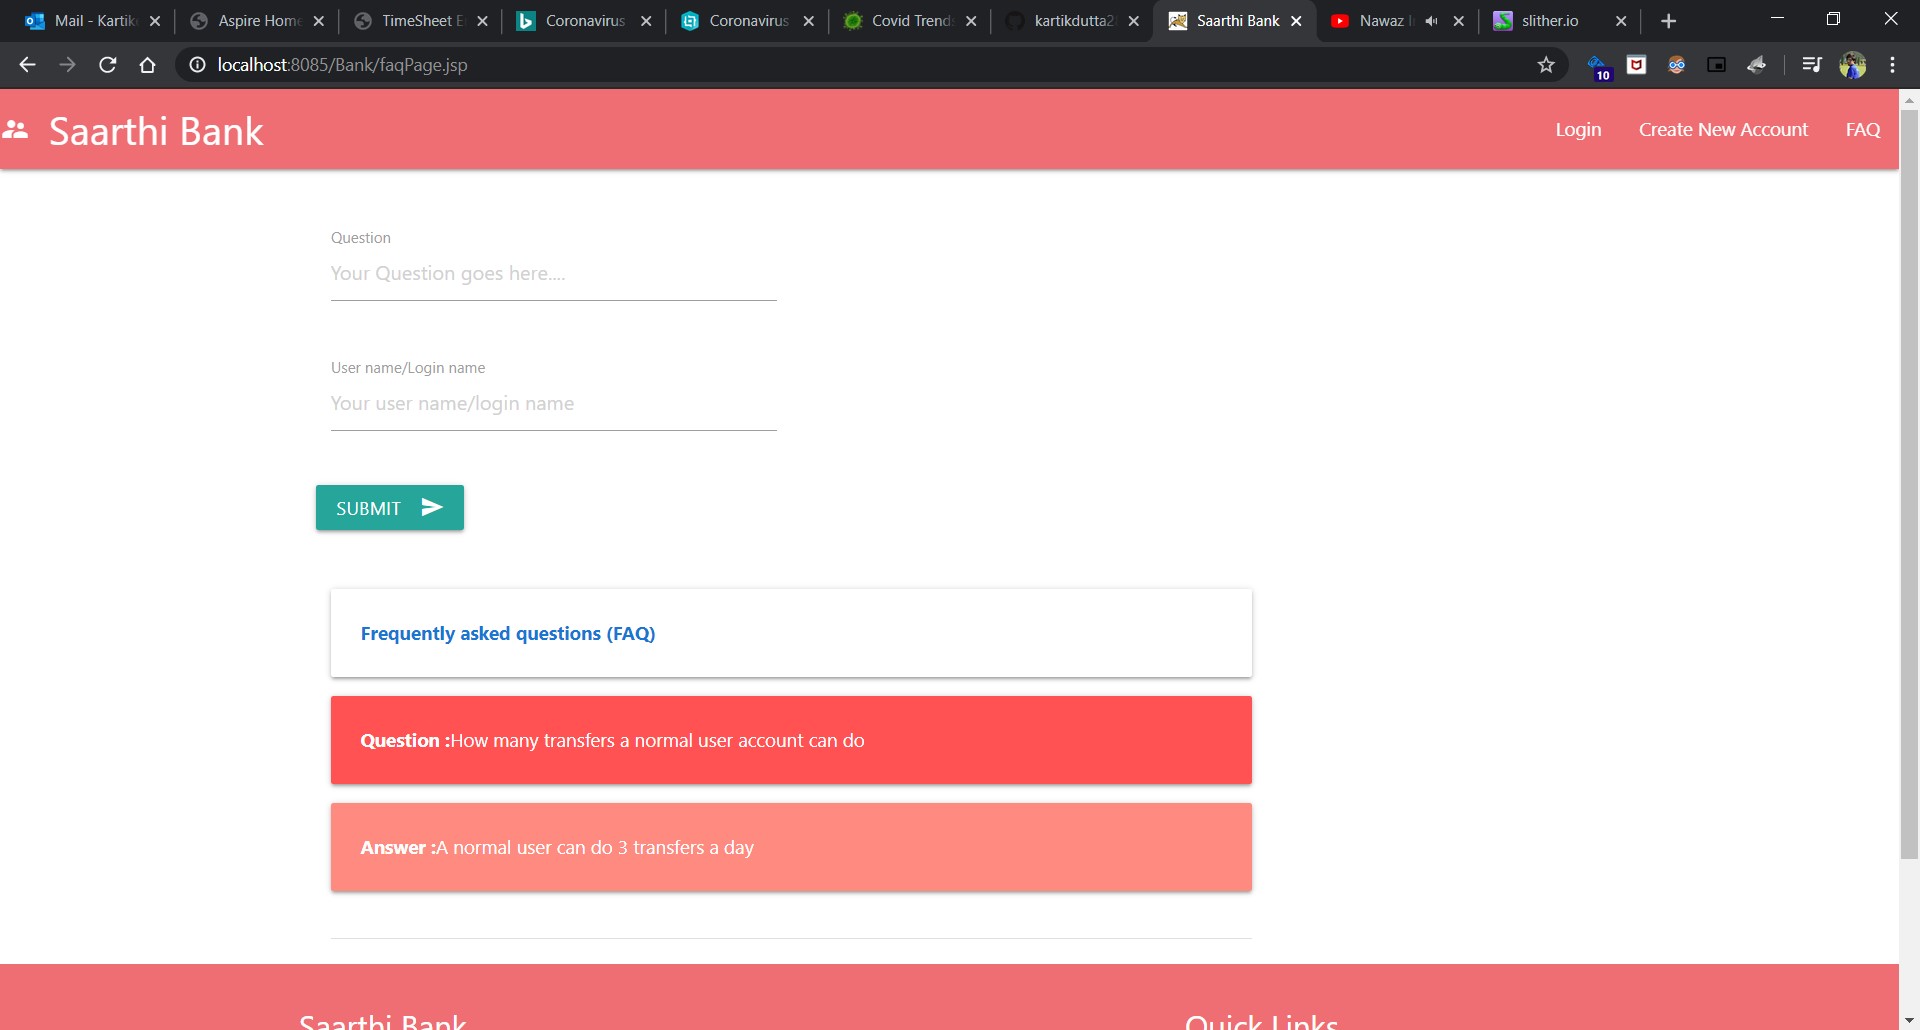 Mail - Kartik
Aspire Home
TimeSheet E
Coronavirus
Coronavirus
Covid Trends
kartikdutta2
Saarthi Bank
Nawaz
slither.io
localhost:8085/Bank/faqPage.jsp
10
Saarthi Bank
Login
Create New Account
FAQ
Question
Your Question goes here....
User name/Login name
Your user name/login name
SUBMIT
Frequently asked questions (FAQ)
Question :How many transfers a normal user account can do
Answer :A normal user can do 3 transfers a day
Saarthi Bank
Quick Links